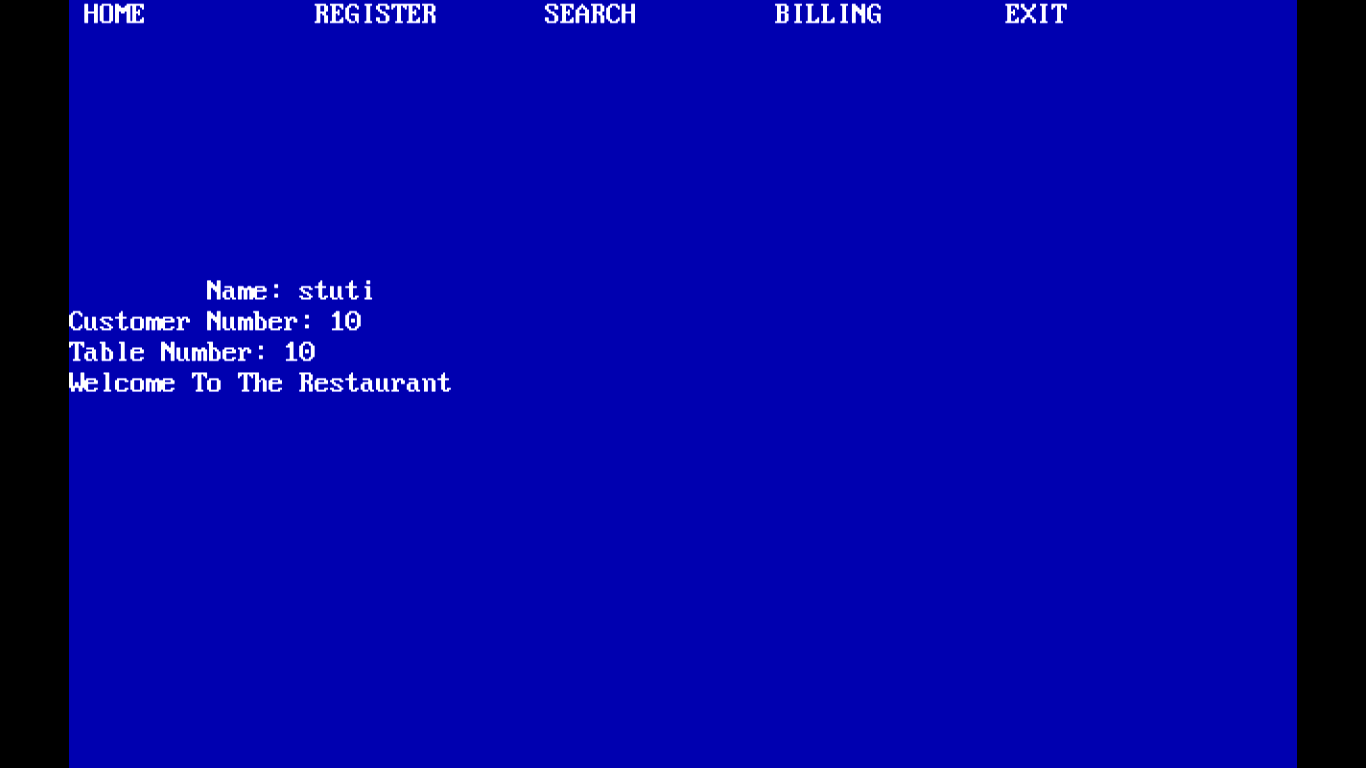 HOME REGISTER SEARCH BILLING EXIT
Name: stuti
Customer Number: 10
Table Number: 10
Welcome To The Restaurant